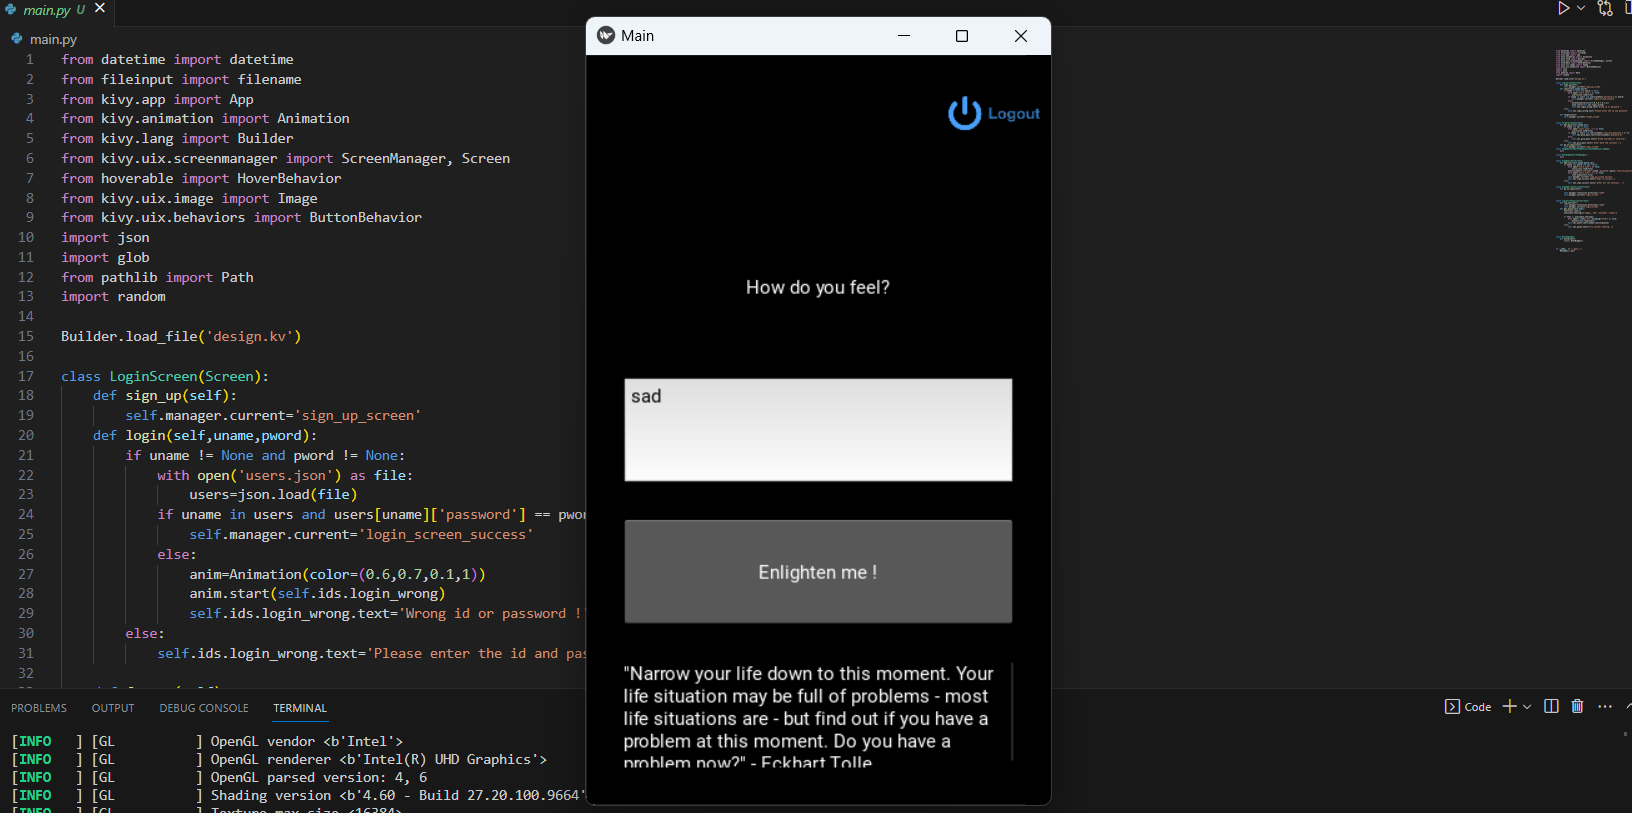 main.py U
main.py
1 from datetime import datetime
2 from fileinput import filename
3 from kivy.app import App
4 from kivy.animation import Animation
5 from kivy.lang import Builder
6 from kivy.uix.screenmanager import ScreenManager, Screen
7 from hoverable import HoverBehavior
8 from kivy.uix.image import Image
9 from kivy.uix.behaviors import ButtonBehavior
10 import json
11 import glob
12 from pathlib import Path
13 import random
14
15 Builder.load_file('design.kv')
16
17 class LoginScreen(Screen):
18 def sign_up(self):
19 self.manager.current='sign_up_screen'
20 def login(self,uname,pword):
21 if uname != None and pword != None:
22 with open('users.json') as file:
23 users=json.load(file)
24 if uname in users and users[uname]['password'] == pwor
25 self.manager.current='login_screen_success'
26 else:
27 anim=Animation(color=(0.6,0.7,0.1,1))
28 anim.start(self.ids.login_wrong)
29 self.ids.login_wrong.text='Wrong id or password !
30 else:
31 self.ids.login_wrong.text='Please enter the id and pas
32
Main
Logout
How do you feel?
sad
Enlighten me !
"Narrow your life down to this moment. Your
life situation may be full of problems - most
life situations are - but find out if you have a
problem at this moment. Do you have a
problem now?" - Eckhart Tolle
PROBLEMS OUTPUT DEBUG CONSOLE TERMINAL
Code
[INFO ] [GL ] OpenGL vendor <b'Intel'>
[INFO ] [GL ] OpenGL renderer <b'Intel(R) UHD Graphics'>
[INFO ] [GL ] OpenGL parsed version: 4, 6
[INFO ] [GL ] Shading version <b'4.60 - Build 27.20.100.9664'
[INFO ] [GL ] Texture max size <16384>